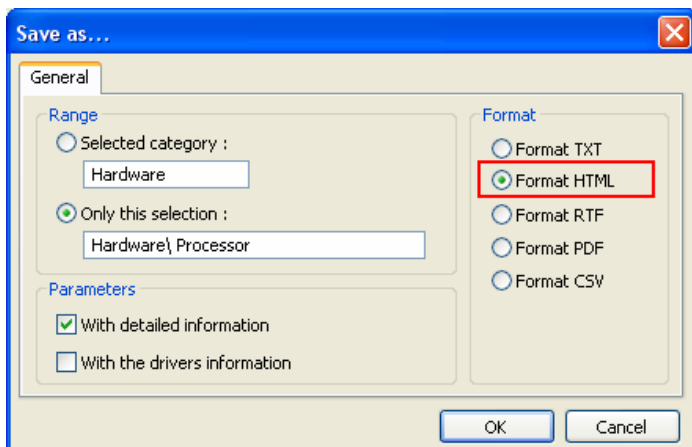 Save as...
General
Range
Selected category :
Hardware
Only this selection :
Hardware\ Processor
Parameters
With detailed information
With the drivers information
Format
Format TXT
Format HTML
Format RTF
Format PDF
Format CSV
OK
Cancel